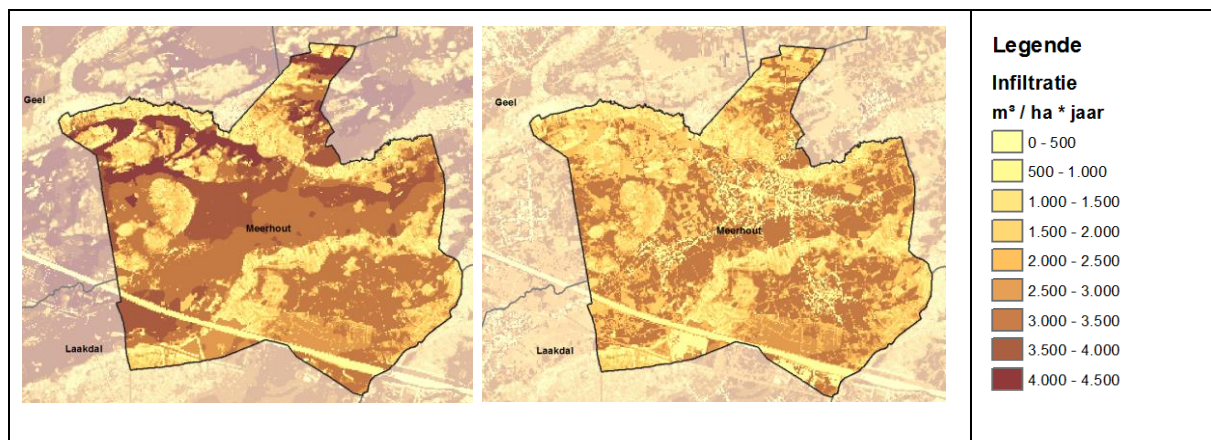 Geel
Meerhout
Laakdal
Geel
Meerhout
Laakdal
Legende
Infiltratie
m³ / ha * jaar
0 - 500
500 - 1.000
1.000 - 1.500
1.500 - 2.000
2.000 - 2.500
2.500 - 3.000
3.000 - 3.500
3.500 - 4.000
4.000 - 4.500